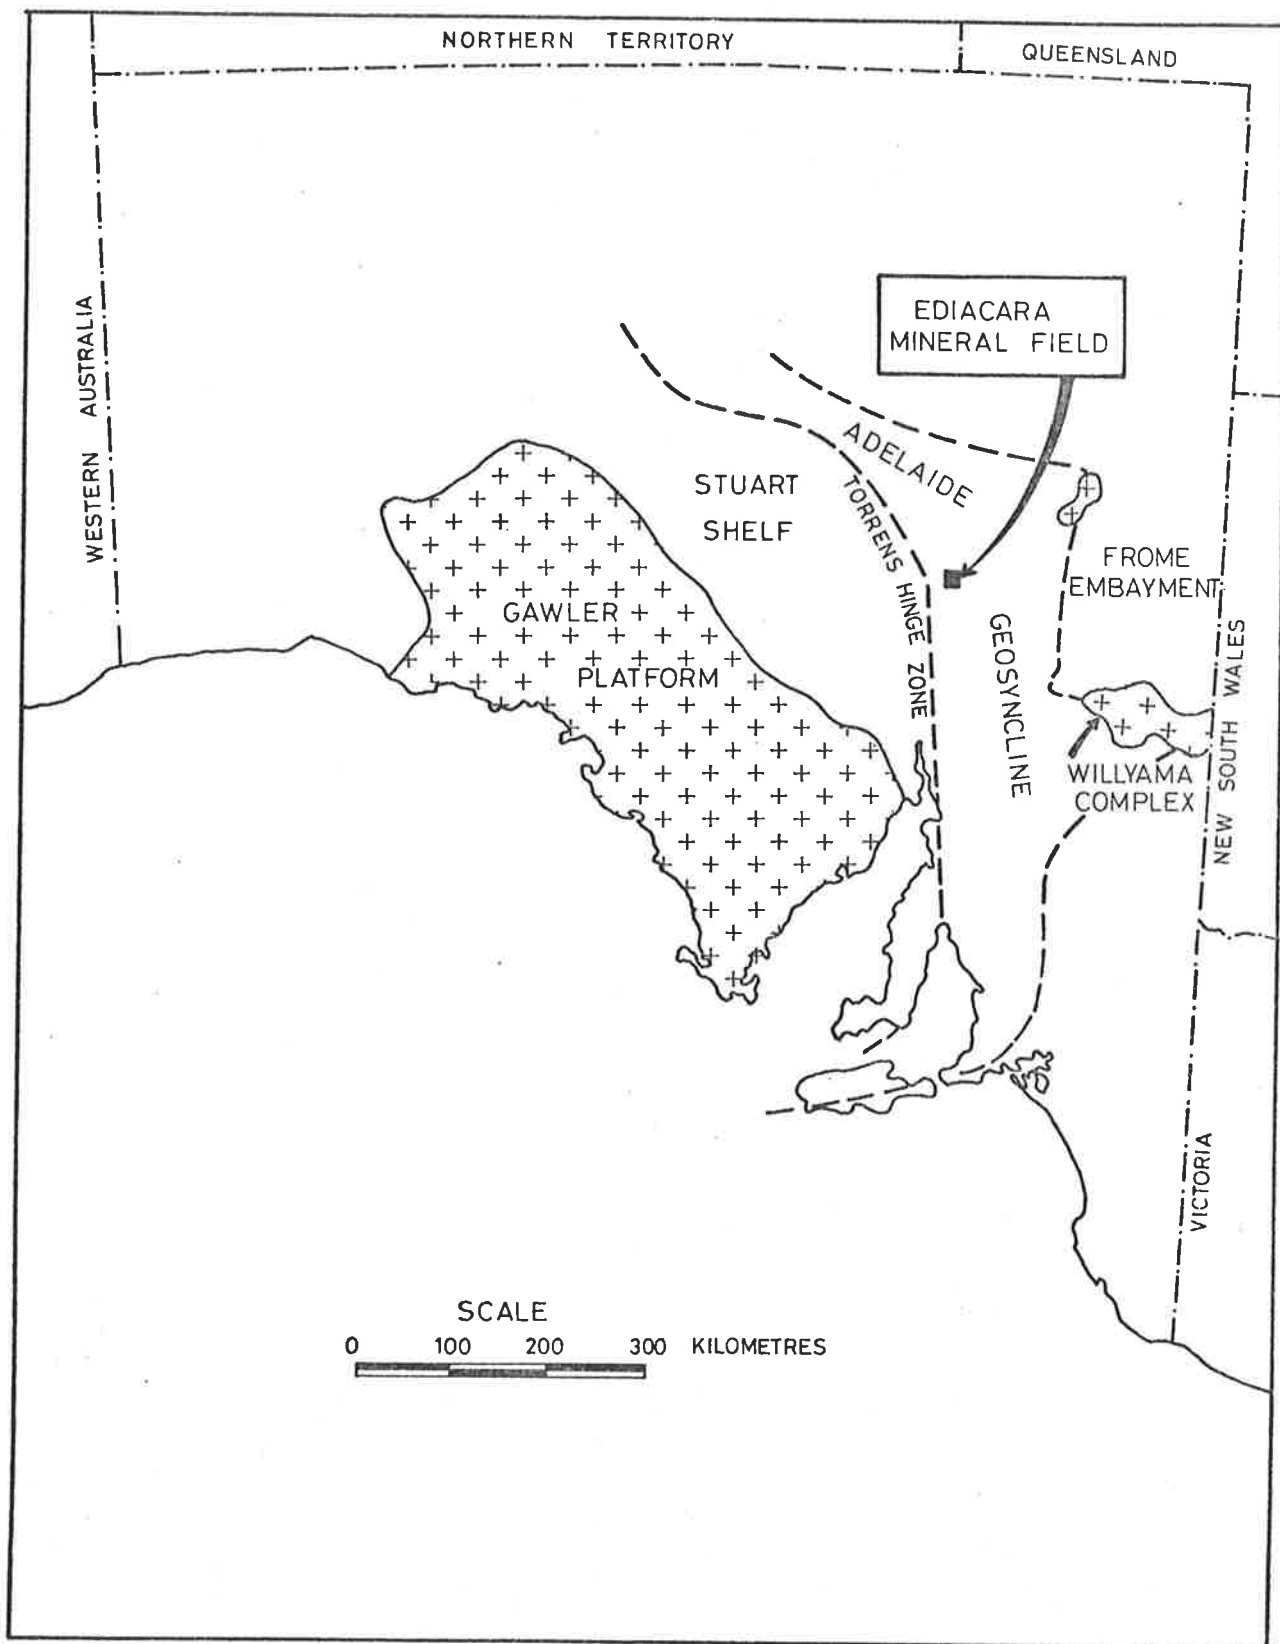 NORTHERN TERRITORY
QUEENSLAND
WESTERN AUSTRALIA
EDIACARA
MINERAL FIELD
ADELAIDE
GEOSYNCLINE
STUART
SHELF
TORRENS HINGE ZONE
FROME
EMBAYMENT
GAWLER
PLATFORM
WILLYAMA
COMPLEX
NEW SOUTH WALES
VICTORIA
SCALE
0 100 200 300 KILOMETRES